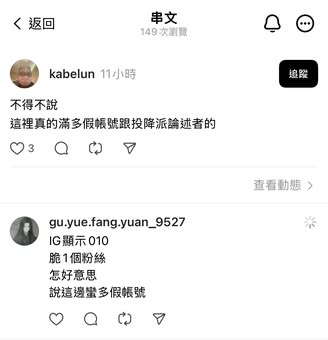 返回
串文
149 次瀏覽
kabelun 11小時
追蹤
不得不說
這裡真的滿多假帳號跟投降派論述者的
3
查看動態
gu.yue.fang.yuan_9527
IG顯示010
脆1個粉絲
怎好意思
說這邊蠻多假帳號